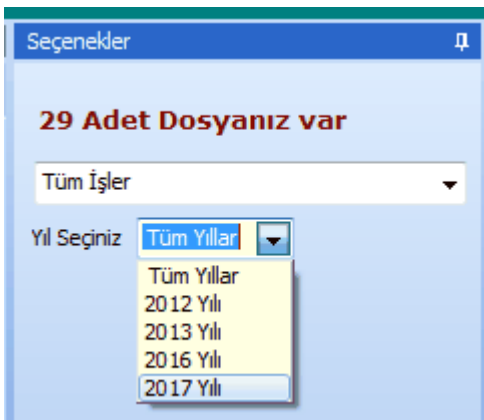 Seçenekler
29 Adet Dosyanız var
Tüm İşler
Yıl Seçiniz Tüm Yıllar
Tüm Yıllar
2012 Yılı
2013 Yılı
2016 Yılı
2017 Yılı